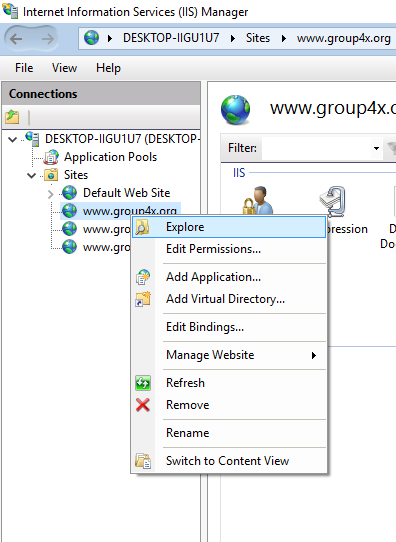 Internet Information Services (IIS) Manager
DESKTOP-IIGU1U7 Sites www.group4x.org
File View Help
Connections
DESKTOP-IIGU1U7 (DESKTOP-
Application Pools
Sites
Default Web Site
www.group4x.org
www.gro
www.gro
www.group4x.o
Filter:
IIS
Explore
Edit Permissions...
Add Application...
Add Virtual Directory...
Edit Bindings...
Manage Website
Refresh
Remove
Rename
Switch to Content View